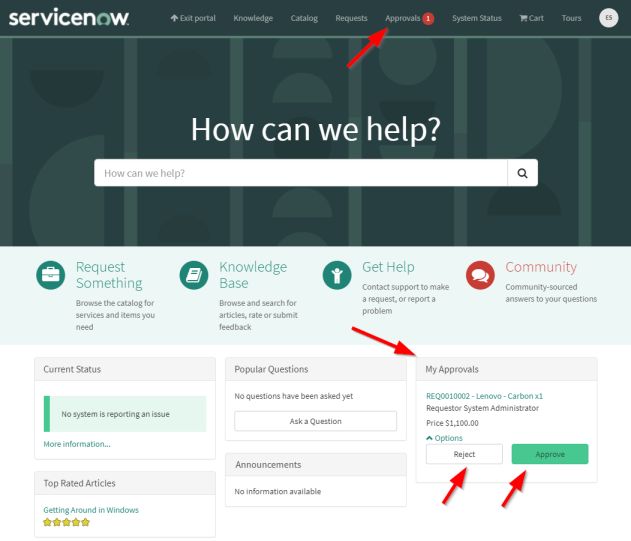 servicenow
Exit portal
Knowledge
Catalog
Requests
Approvals 1
System Status
Cart
Tours
ES
How can we help?
How can we help?
Request
Something
Browse the catalog for
services and items you
need
Knowledge
Base
Browse and search for
articles, rate or submit
feedback
Get Help
Contact support to make
a request, or report a
problem
Community
Community-sourced
answers to your questions
Current Status
No system is reporting an issue
More information...
Top Rated Articles
Getting Around in Windows
Popular Questions
No questions have been asked yet
Ask a Question
Announcements
No information available
My Approvals
REQ0010002 - Lenovo - Carbon x1
Requestor System Administrator
Price $1,100.00
Options
Reject
Approve